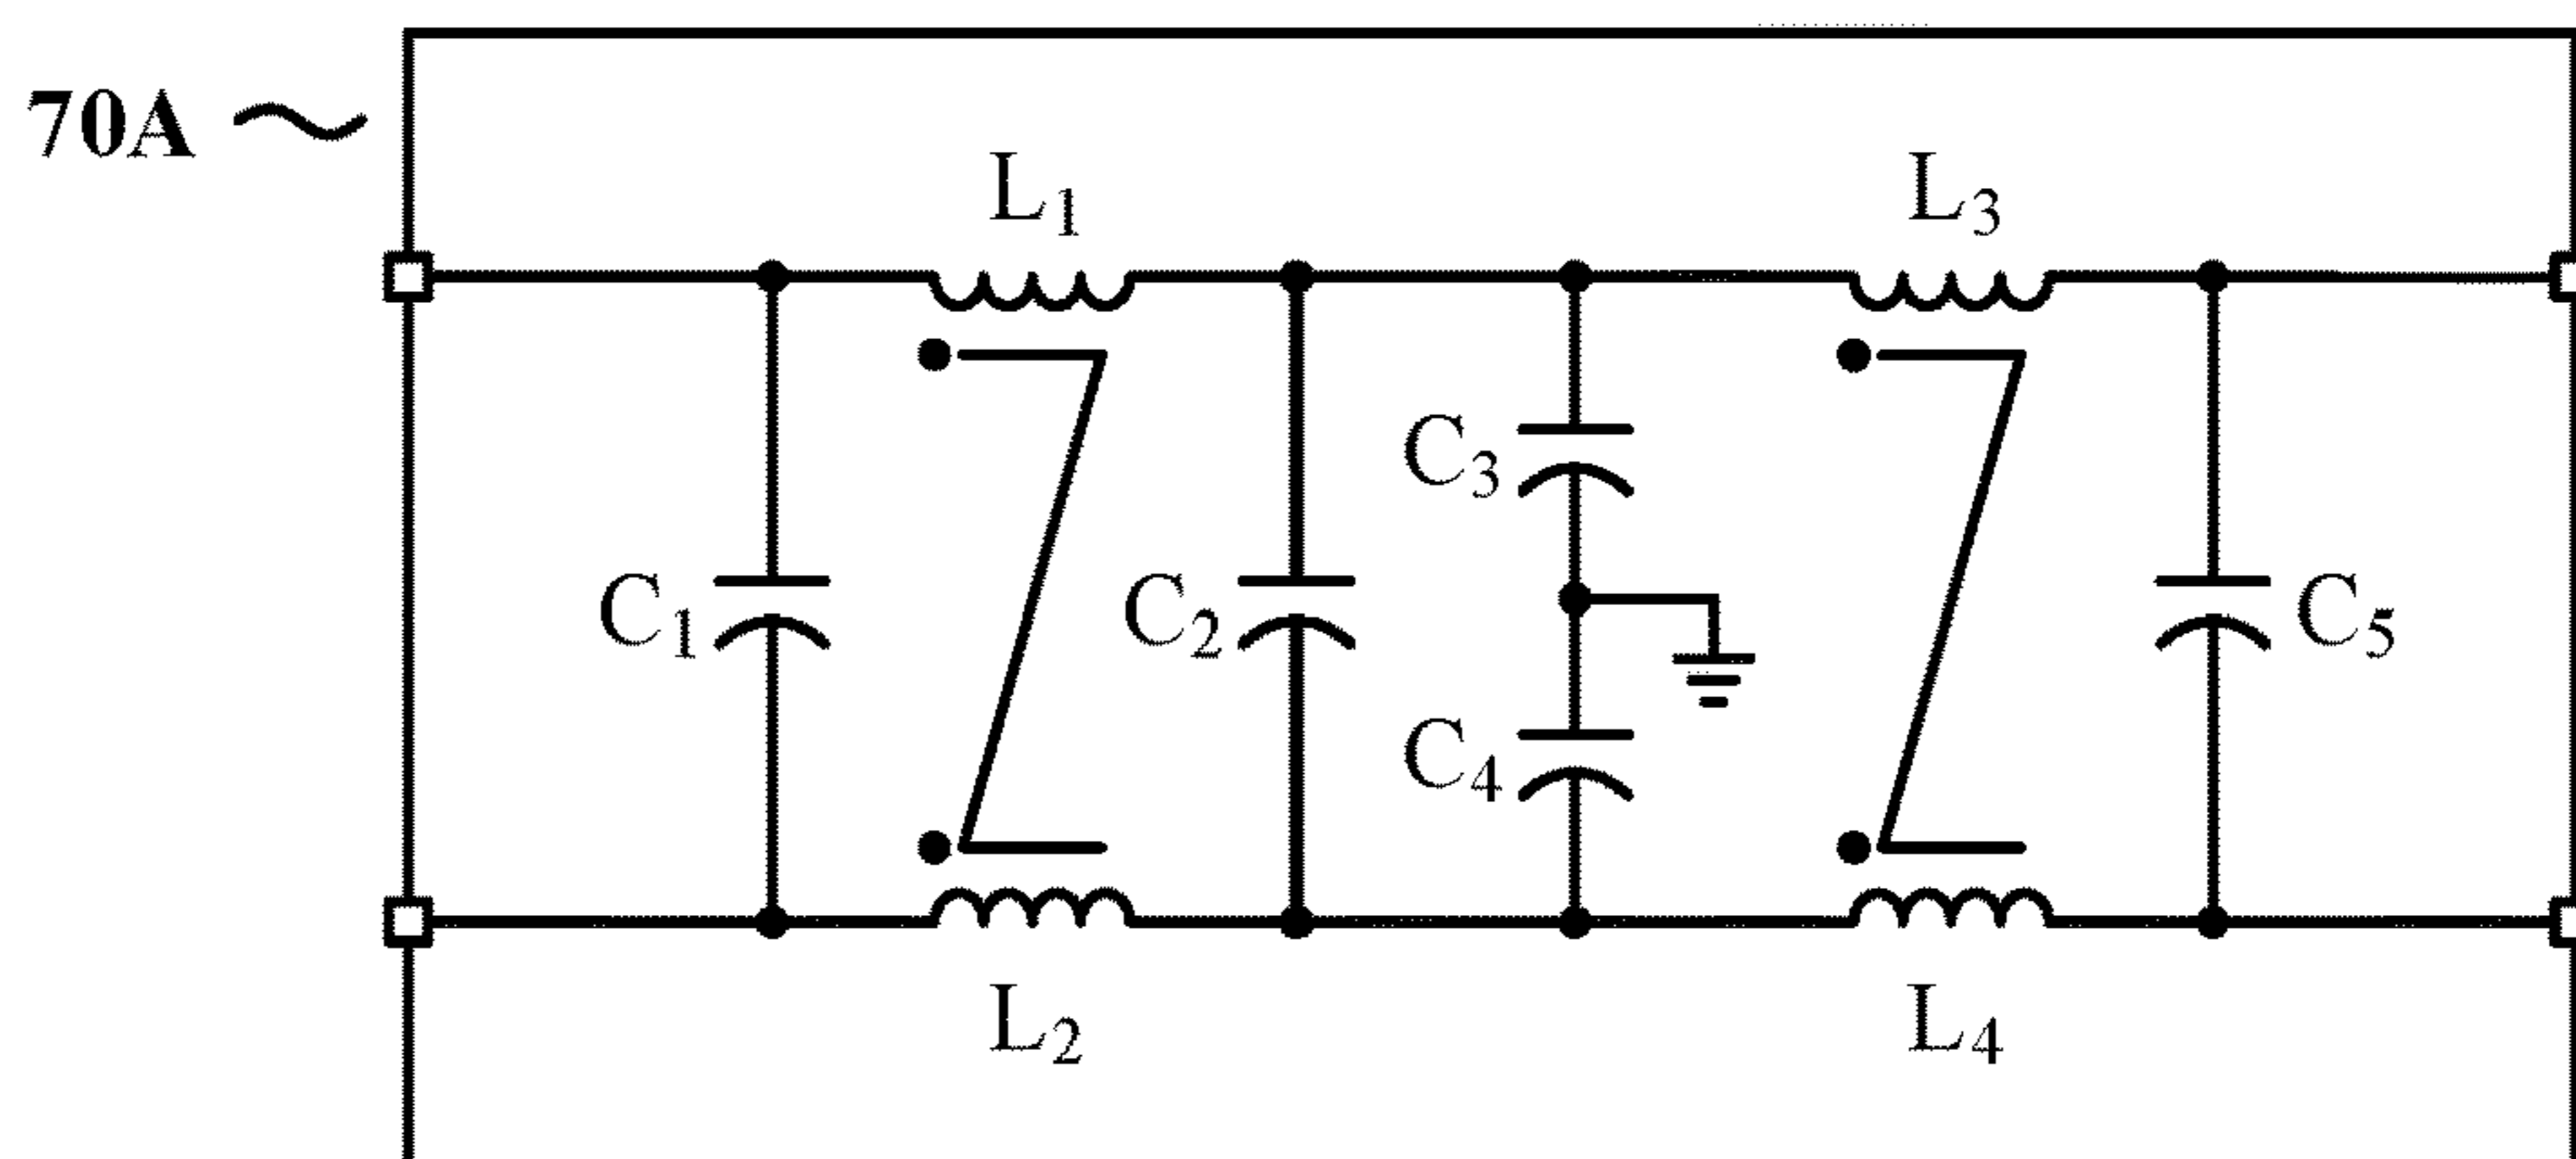 70A
L₁
L₃
C₃
C₁
C₂
C₅
C₄
L₂
L₄